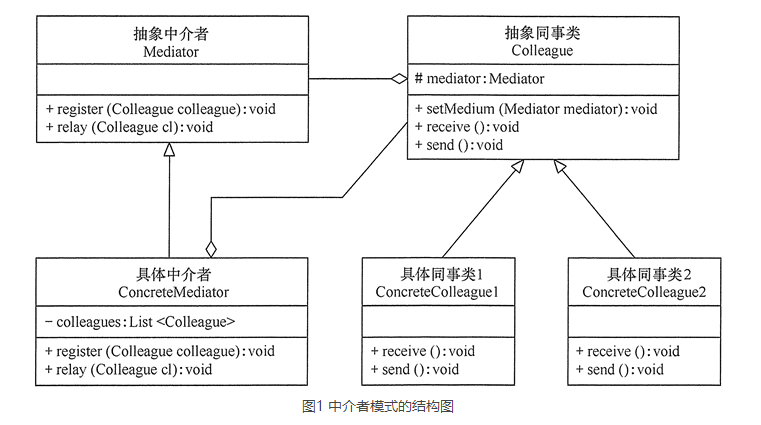 抽象中介者
Mediator
+ register (Colleague colleague): void
+ relay (Colleague cl): void
抽象同事类
Colleague
# mediator: Mediator
+ setMedium (Mediator mediator): void
+ receive (): void
+ send (): void
具体中介者
ConcreteMediator
− colleagues: List <Colleague>
+ register (Colleague colleague): void
+ relay (Colleague cl): void
具体同事类1
ConcreteColleague1
+ receive (): void
+ send (): void
具体同事类2
ConcreteColleague2
+ receive (): void
+ send (): void
图1 中介者模式的结构图